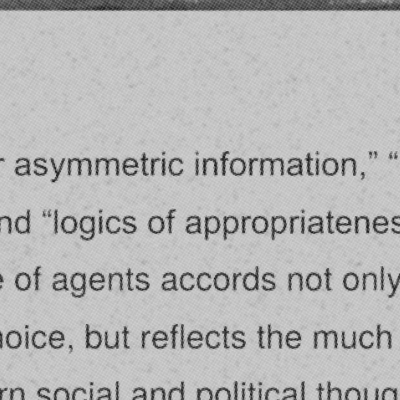 r asymmetric information,” “
nd “logics of appropriatenes
e of agents accords not only
hoice, but reflects the much
rn social and political thoug